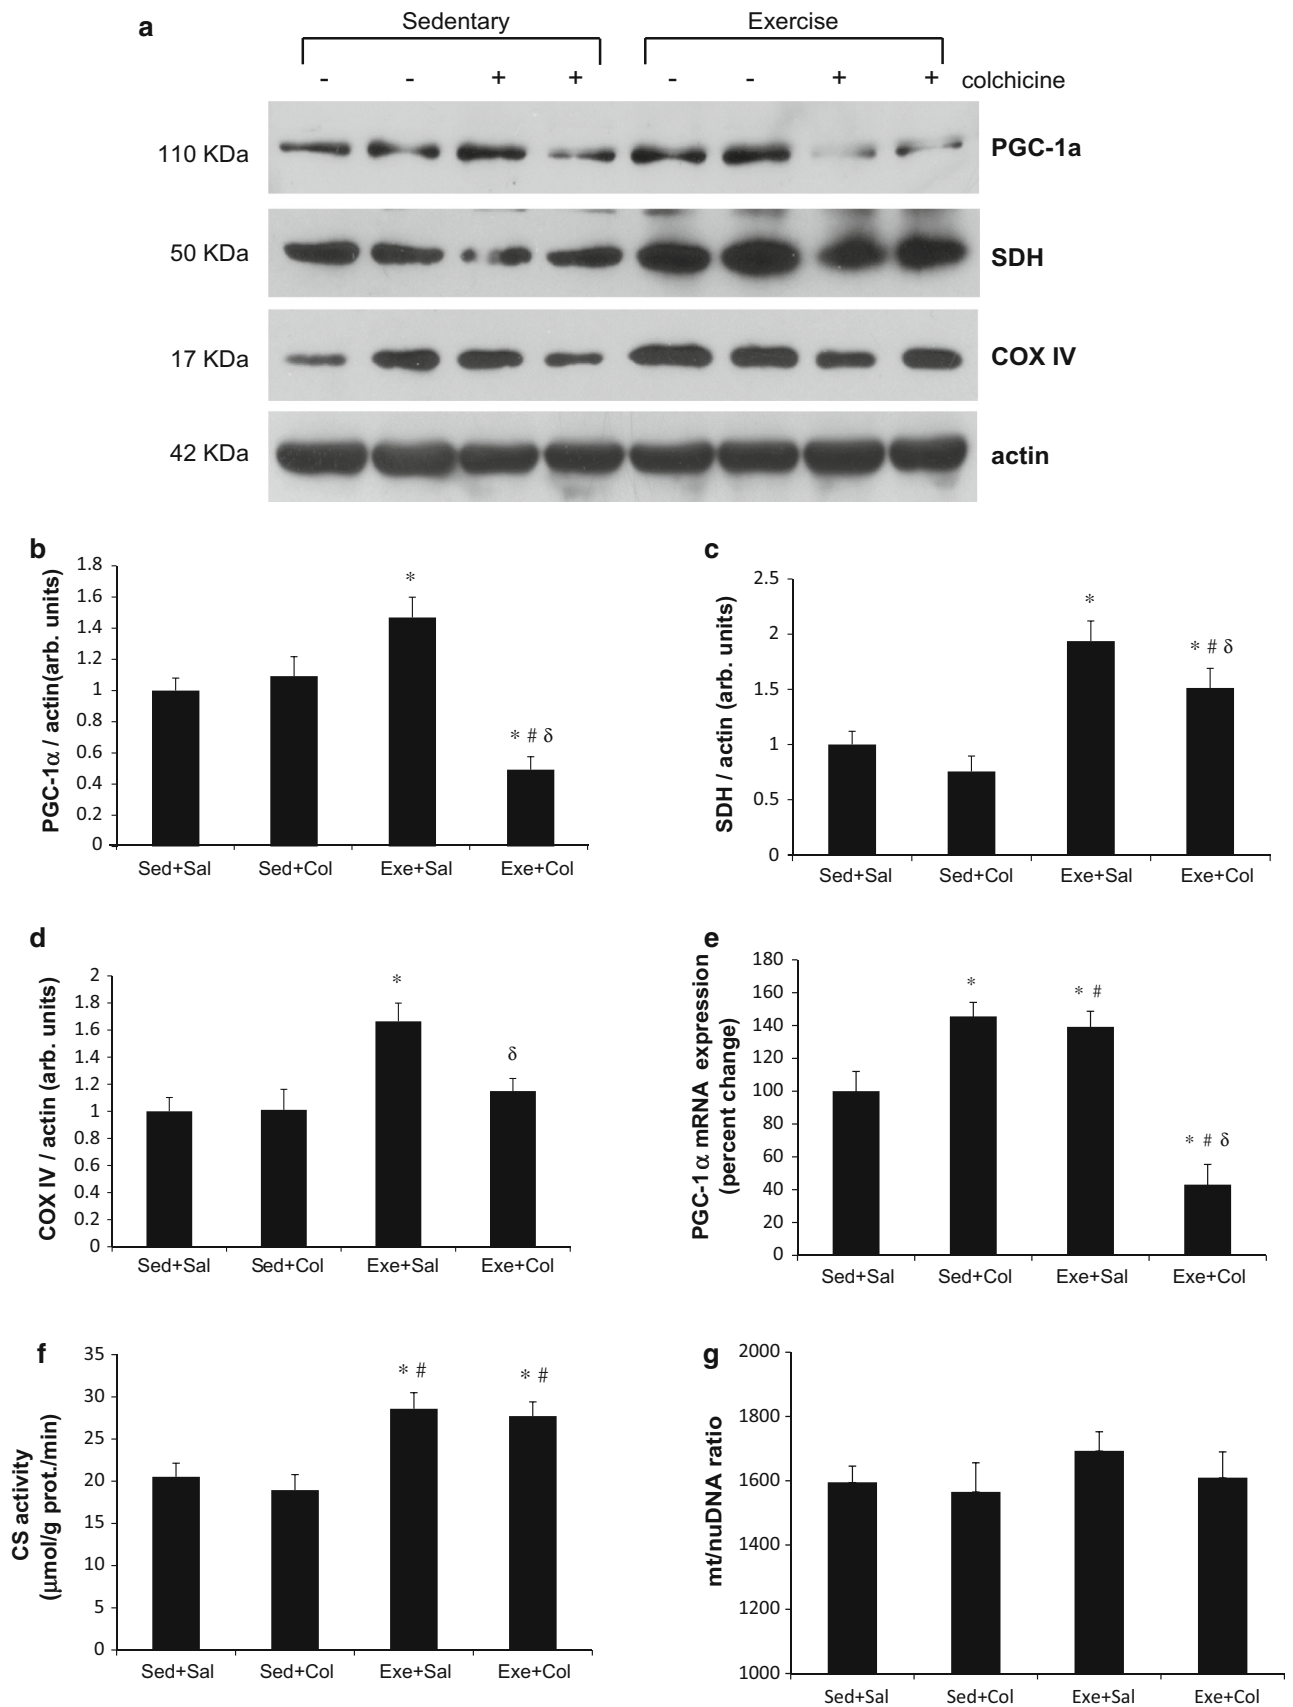 a
Sedentary Exercise
- - + + - - + + colchicine
110 KDa PGC-1a
50 KDa SDH
17 KDa COX IV
42 KDa actin
b
PGC-1α / actin(arb. units)
1.8
1.6
1.4
1.2
1
0.8
0.6
0.4
0.2
0
*
* # δ
Sed+Sal Sed+Col Exe+Sal Exe+Col
c
SDH / actin (arb. units)
2.5
2
1.5
1
0.5
0
*
* # δ
Sed+Sal Sed+Col Exe+Sal Exe+Col
d
COX IV / actin (arb. units)
2
1.8
1.6
1.4
1.2
1
0.8
0.6
0.4
0.2
0
*
δ
Sed+Sal Sed+Col Exe+Sal Exe+Col
e
PGC-1 α mRNA expression
(percent change)
180
160
140
120
100
80
60
40
20
0
*
* #
* # δ
Sed+Sal Sed+Col Exe+Sal Exe+Col
f
CS activity
(μmol/g prot./min)
35
30
25
20
15
10
5
0
* #
* #
Sed+Sal Sed+Col Exe+Sal Exe+Col
g
mt/nuDNA ratio
2000
1800
1600
1400
1200
1000
Sed+Sal Sed+Col Exe+Sal Exe+Col